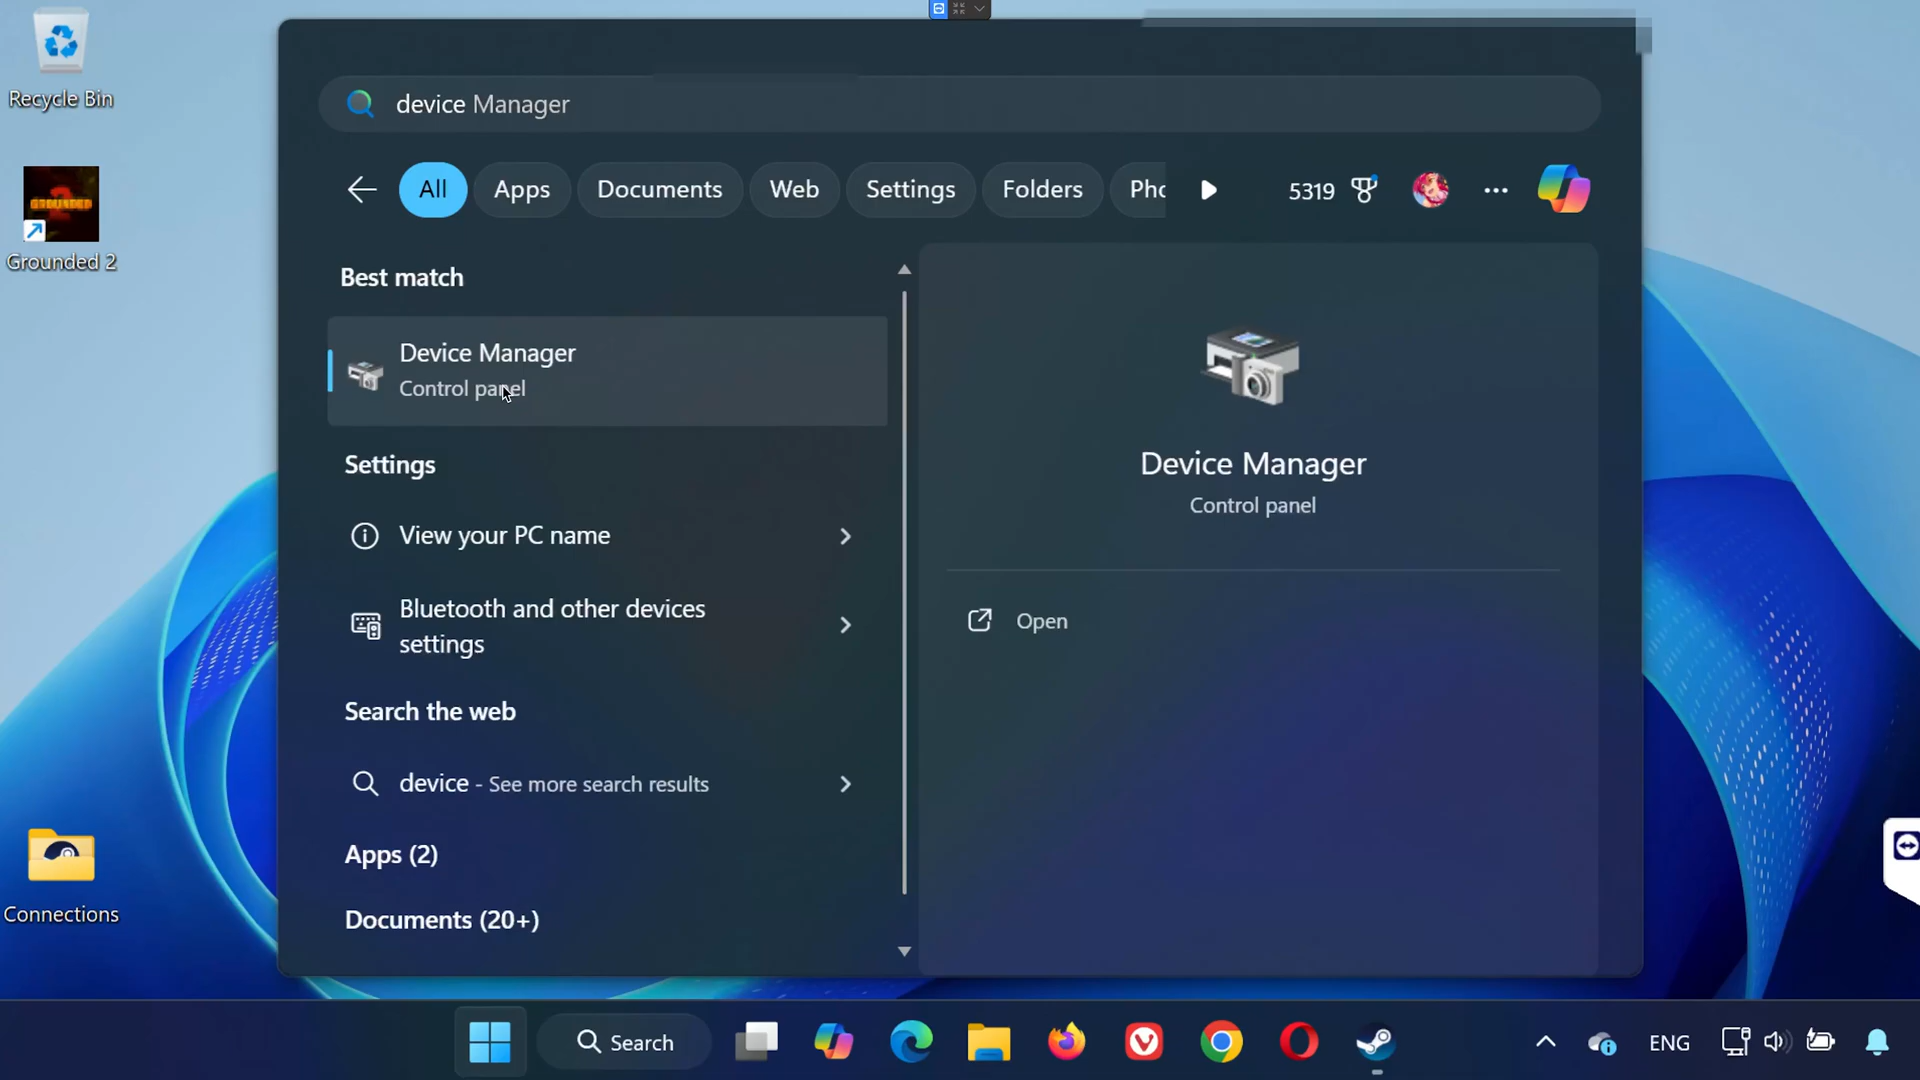 Recycle Bin
GROUNDED
Grounded 2
Connections
device Manager
All
Apps
Documents
Web
Settings
Folders
Pho
5319
Best match
Device Manager
Control panel
Settings
View your PC name
Bluetooth and other devices
settings
Search the web
device - See more search results
Apps (2)
Documents (20+)
Device Manager
Control panel
Open
Search
ENG